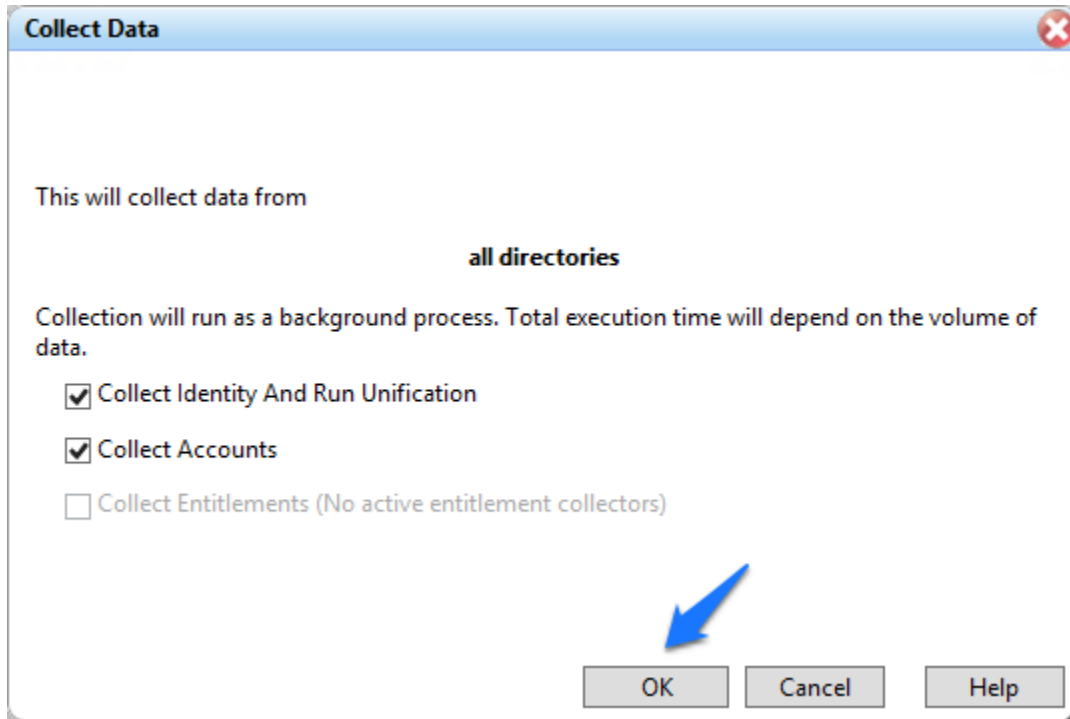 Collect Data
This will collect data from
all directories
Collection will run as a background process. Total execution time will depend on the volume of
data.
Collect Identity And Run Unification
Collect Accounts
Collect Entitlements (No active entitlement collectors)
OK Cancel Help